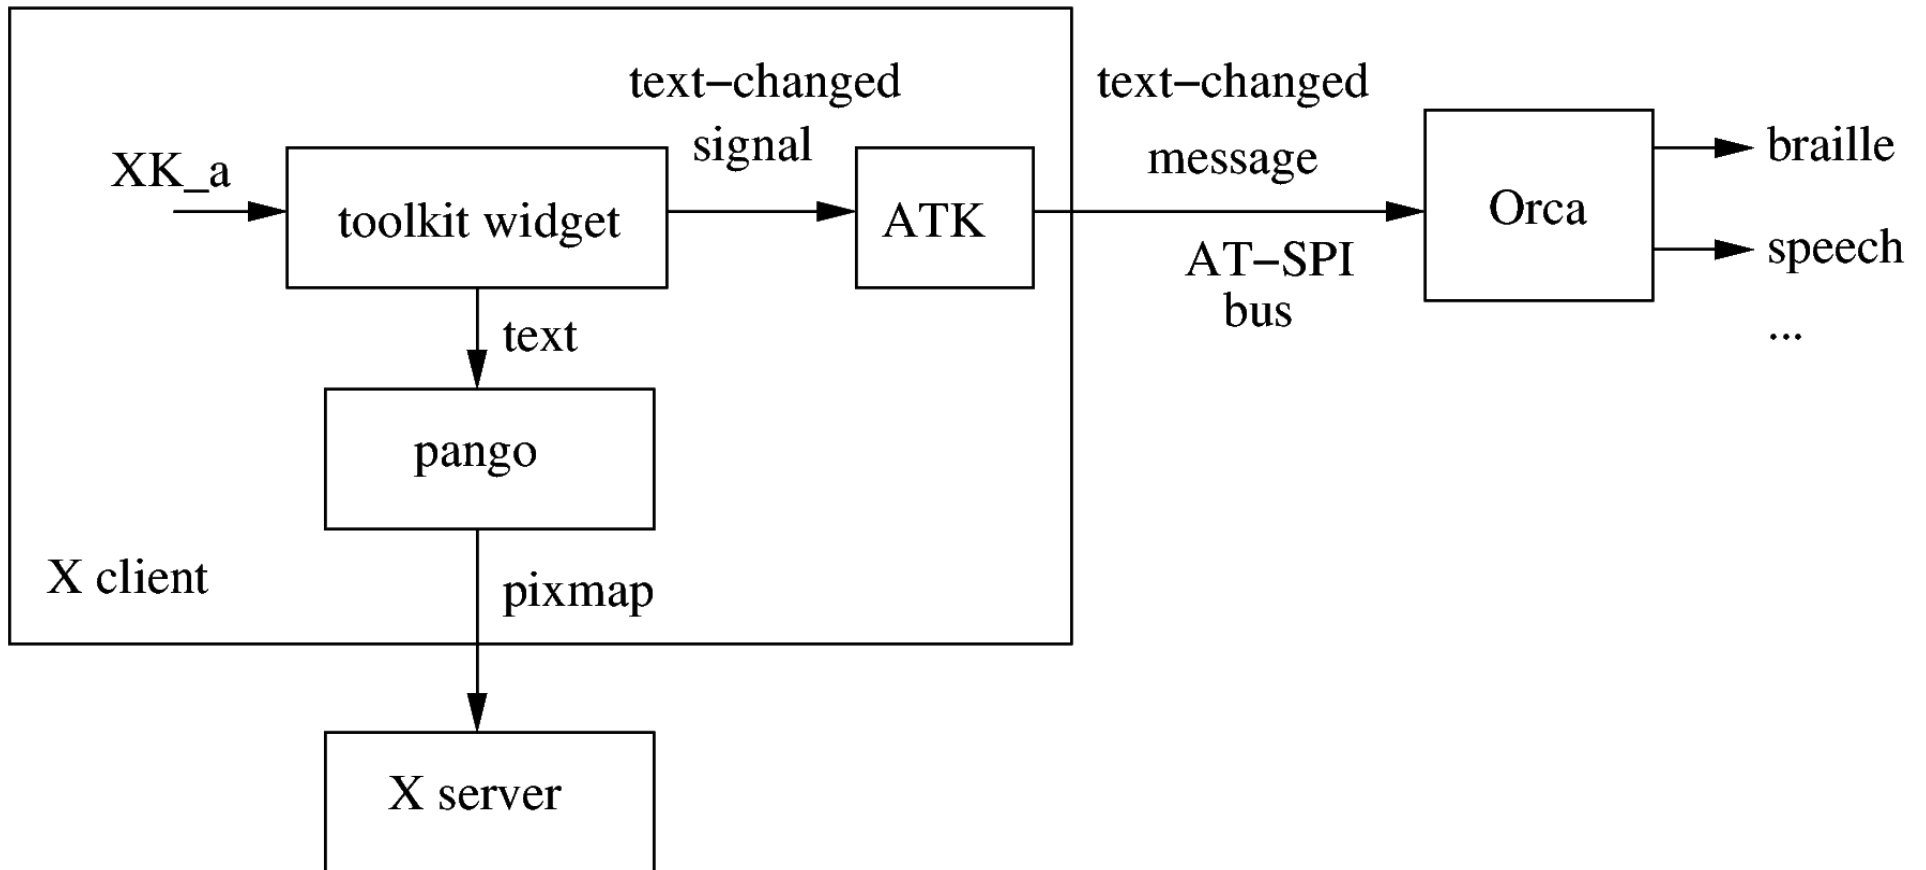 text−changed
signal
text−changed
message
XK_a
toolkit widget
ATK
AT−SPI
bus
Orca
braille
speech
...
text
pango
X client
pixmap
X server